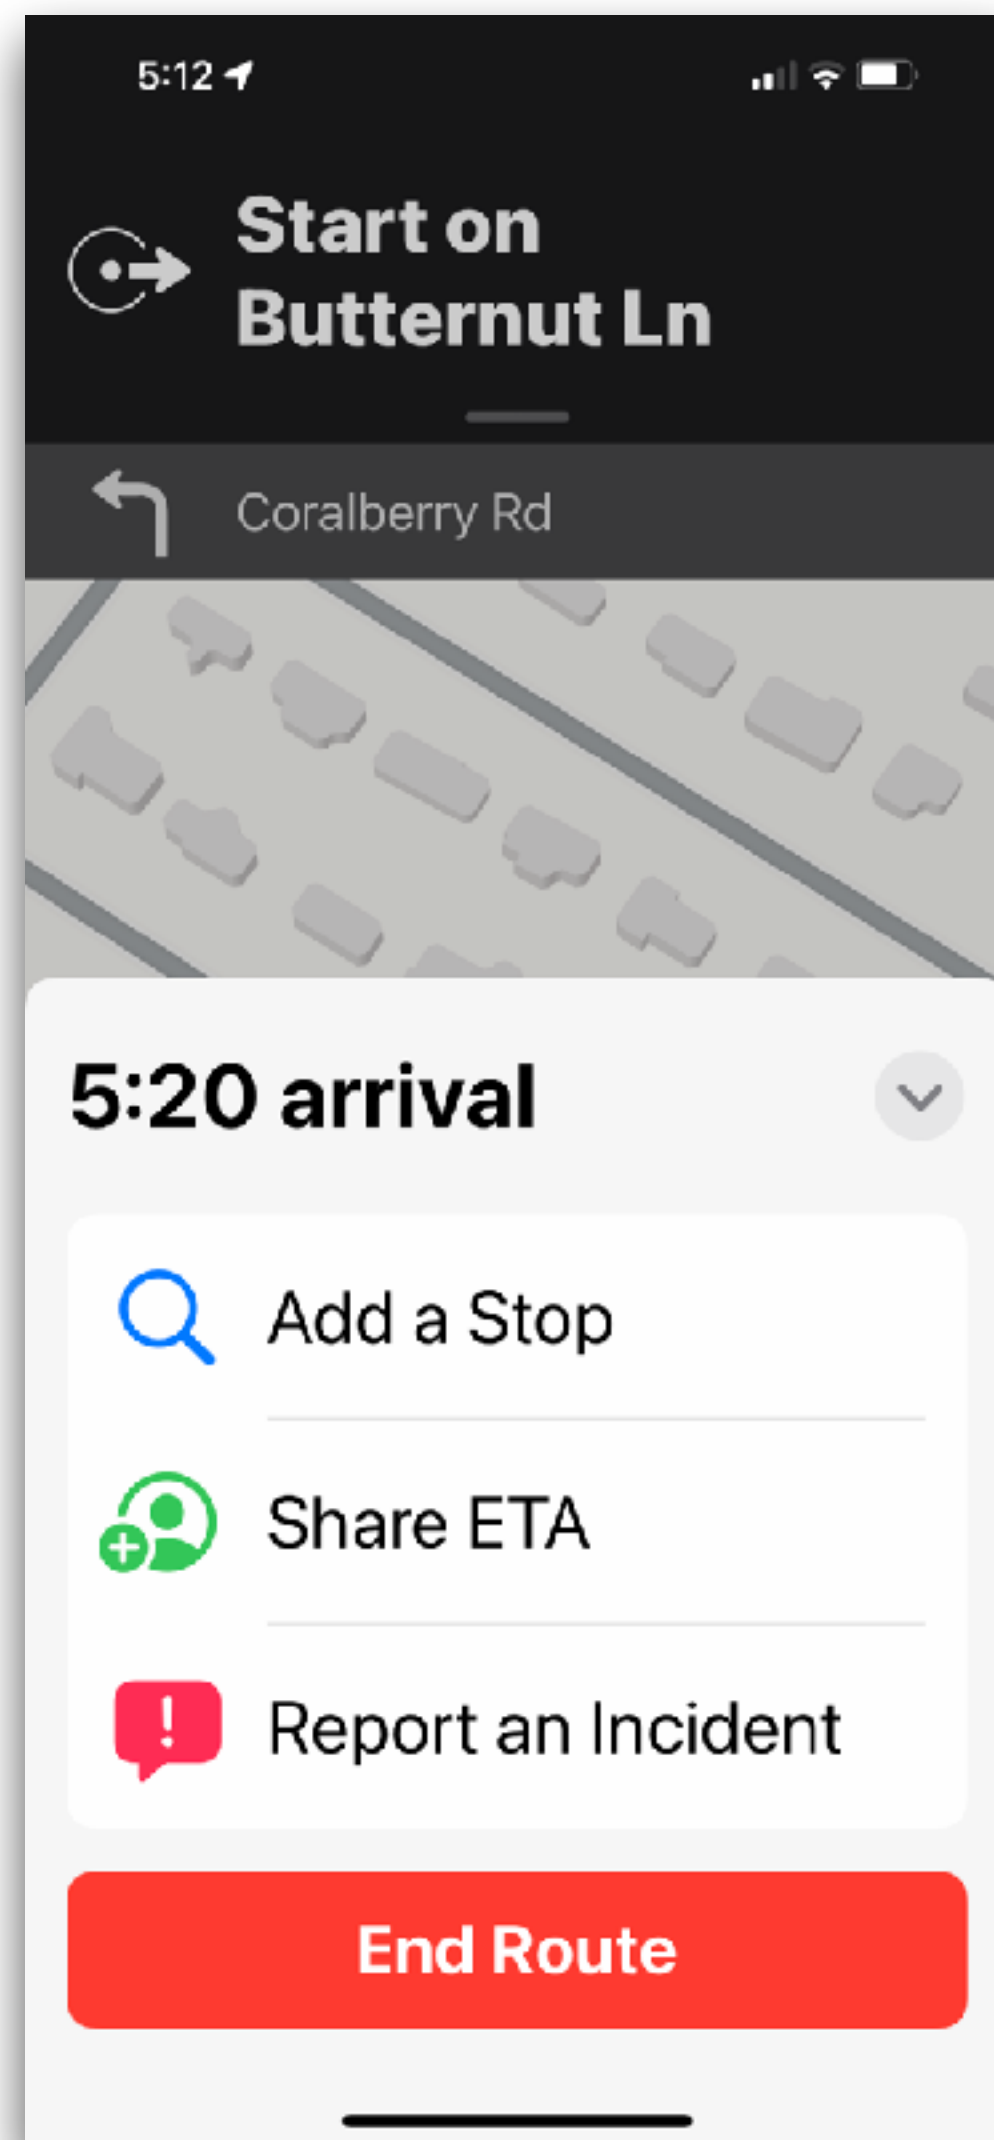 5:12
Start on
Butternut Ln
Coralberry Rd
5:20 arrival
Add a Stop
Share ETA
Report an Incident
End Route